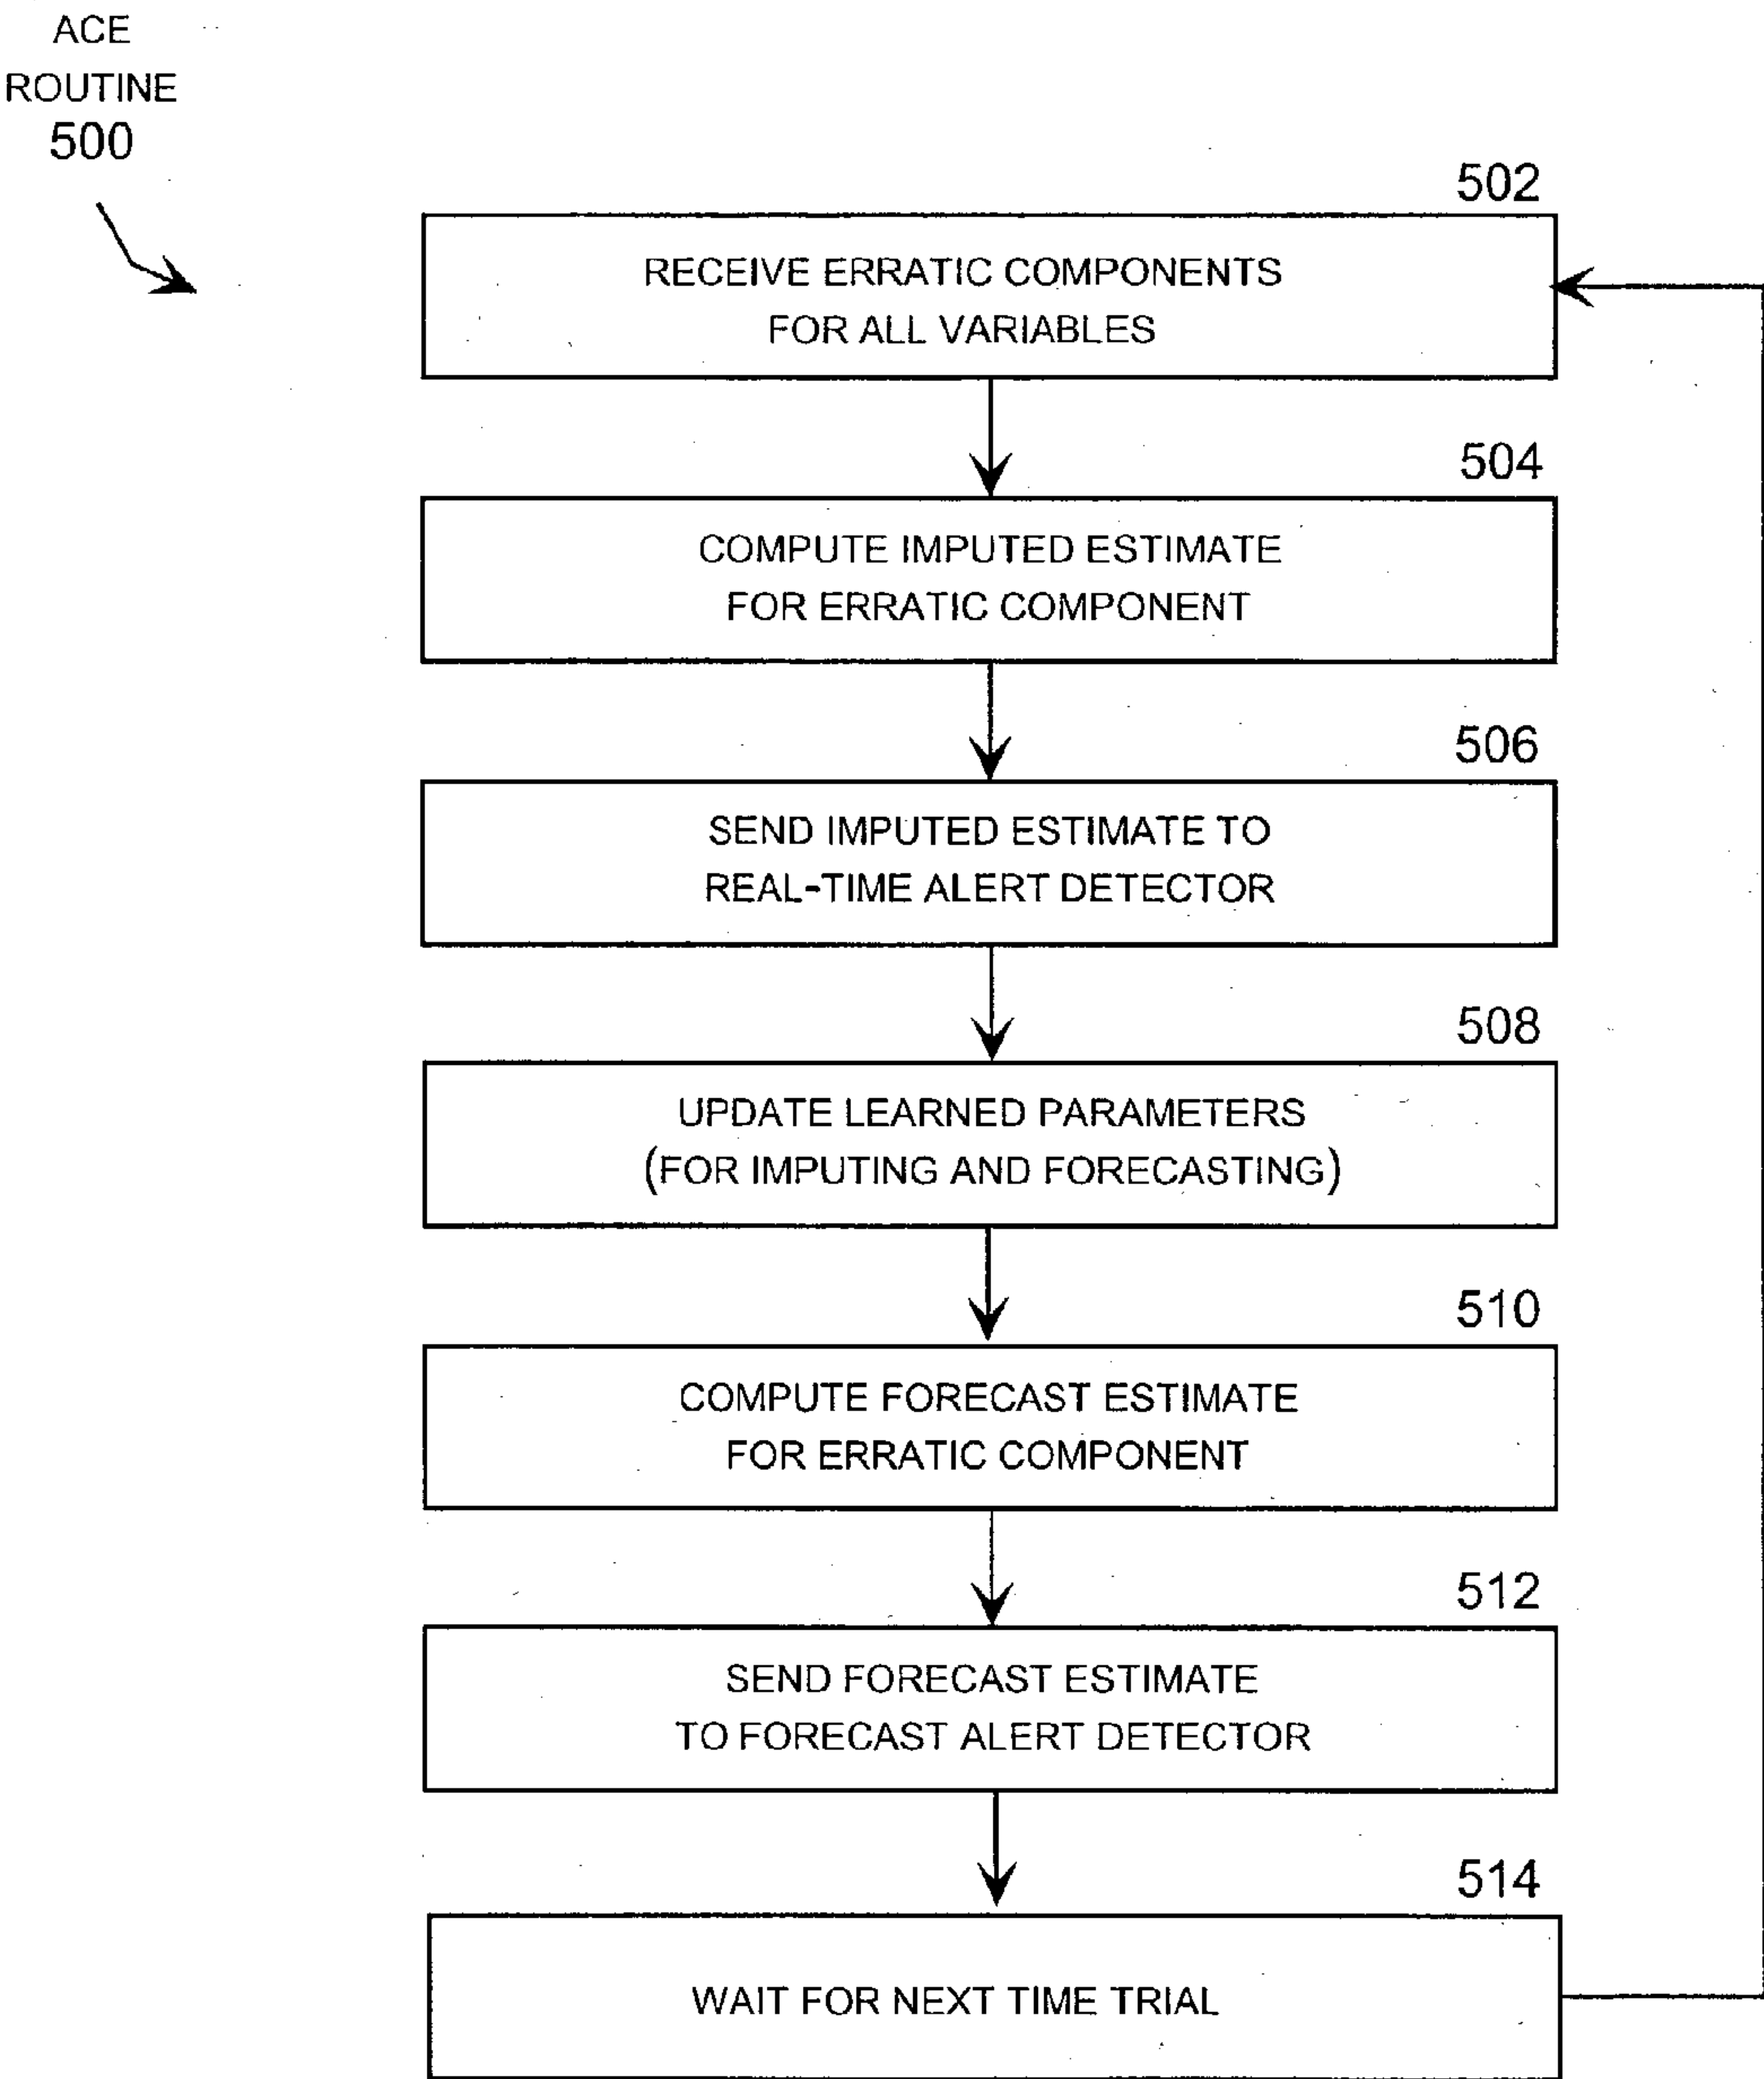 ACE
ROUTINE
500
502
RECEIVE ERRATIC COMPONENTS
FOR ALL VARIABLES
504
COMPUTE IMPUTED ESTIMATE
FOR ERRATIC COMPONENT
506
SEND IMPUTED ESTIMATE TO
REAL-TIME ALERT DETECTOR
508
UPDATE LEARNED PARAMETERS
(FOR IMPUTING AND FORECASTING)
510
COMPUTE FORECAST ESTIMATE
FOR ERRATIC COMPONENT
512
SEND FORECAST ESTIMATE
TO FORECAST ALERT DETECTOR
514
WAIT FOR NEXT TIME TRIAL